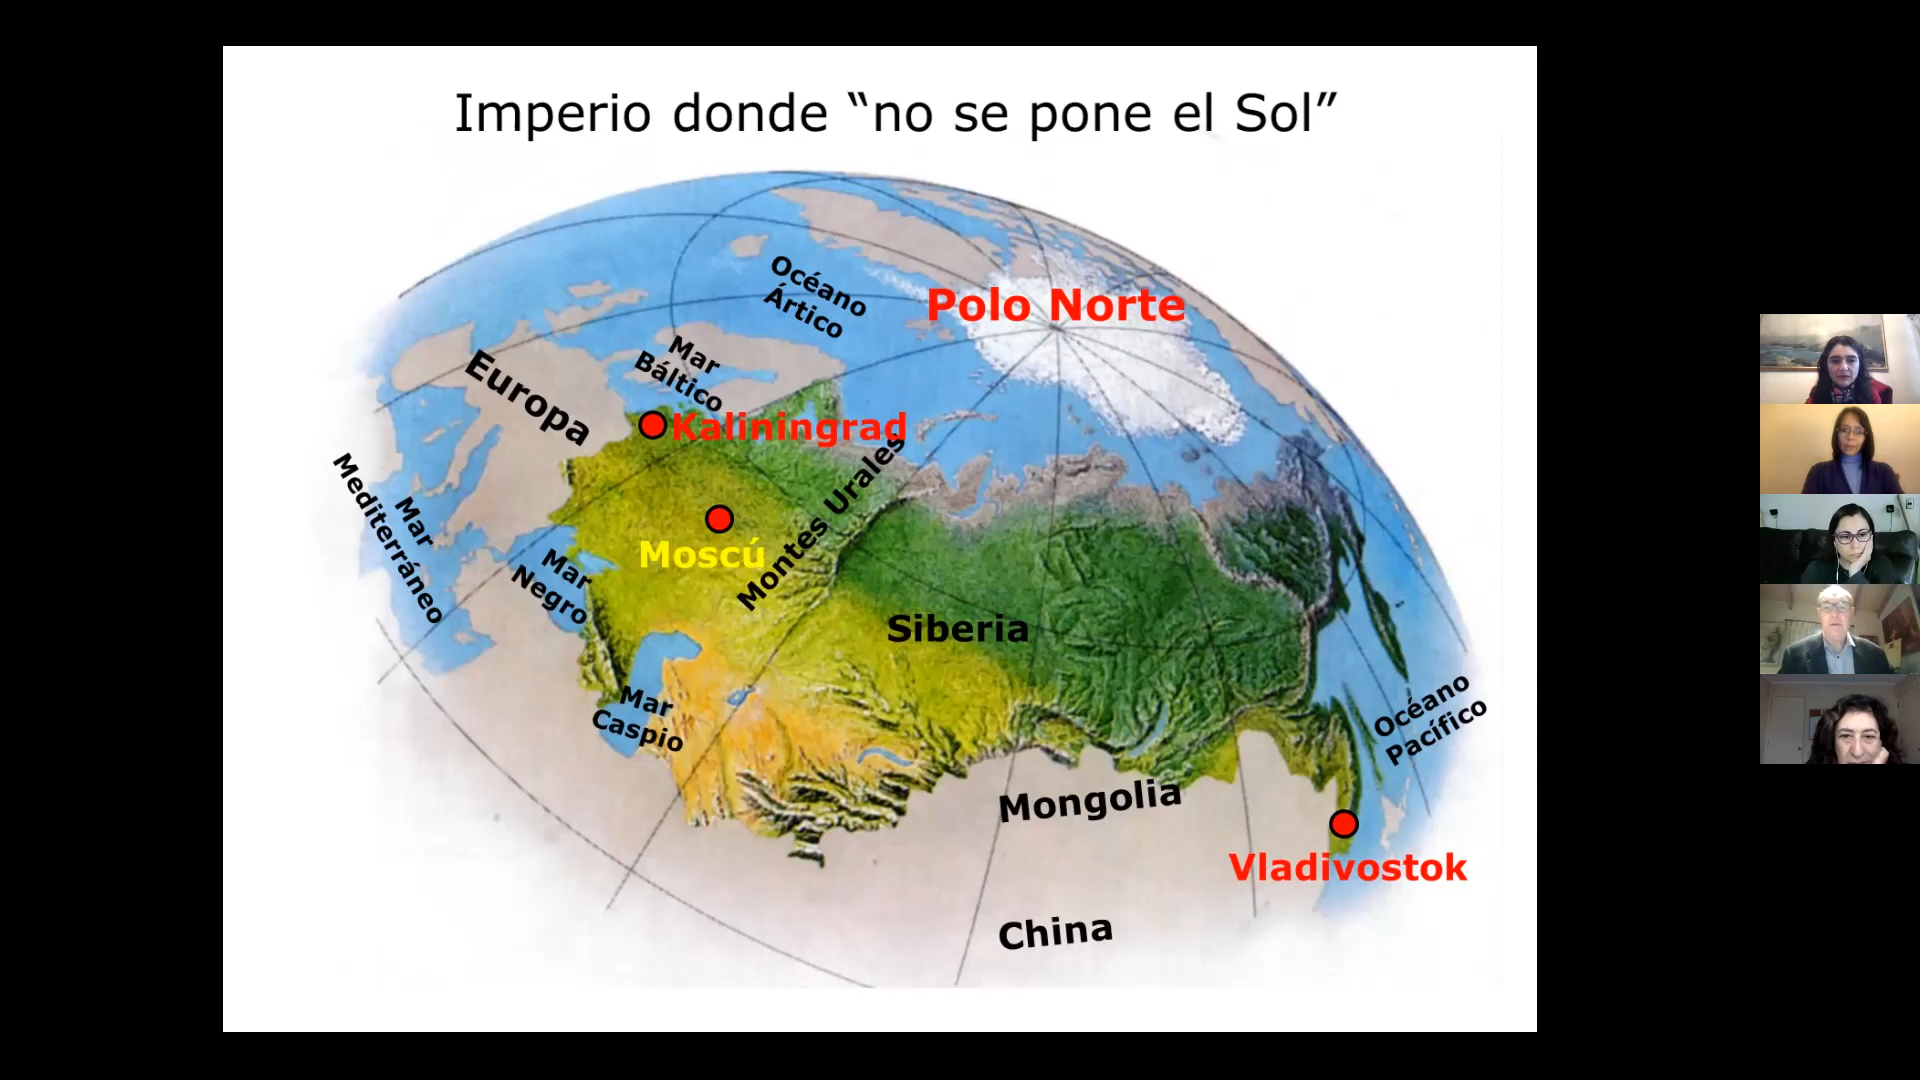 Imperio donde “no se pone el Sol”
Océano
Ártico
Polo Norte
Mar
Báltico
Europa
Kaliningrad
Mar
Mediterráneo
Montes Urales
Moscú
Mar
Negro
Siberia
Mar
Caspio
Océano
Pacífico
Mongolia
Vladivostok
China